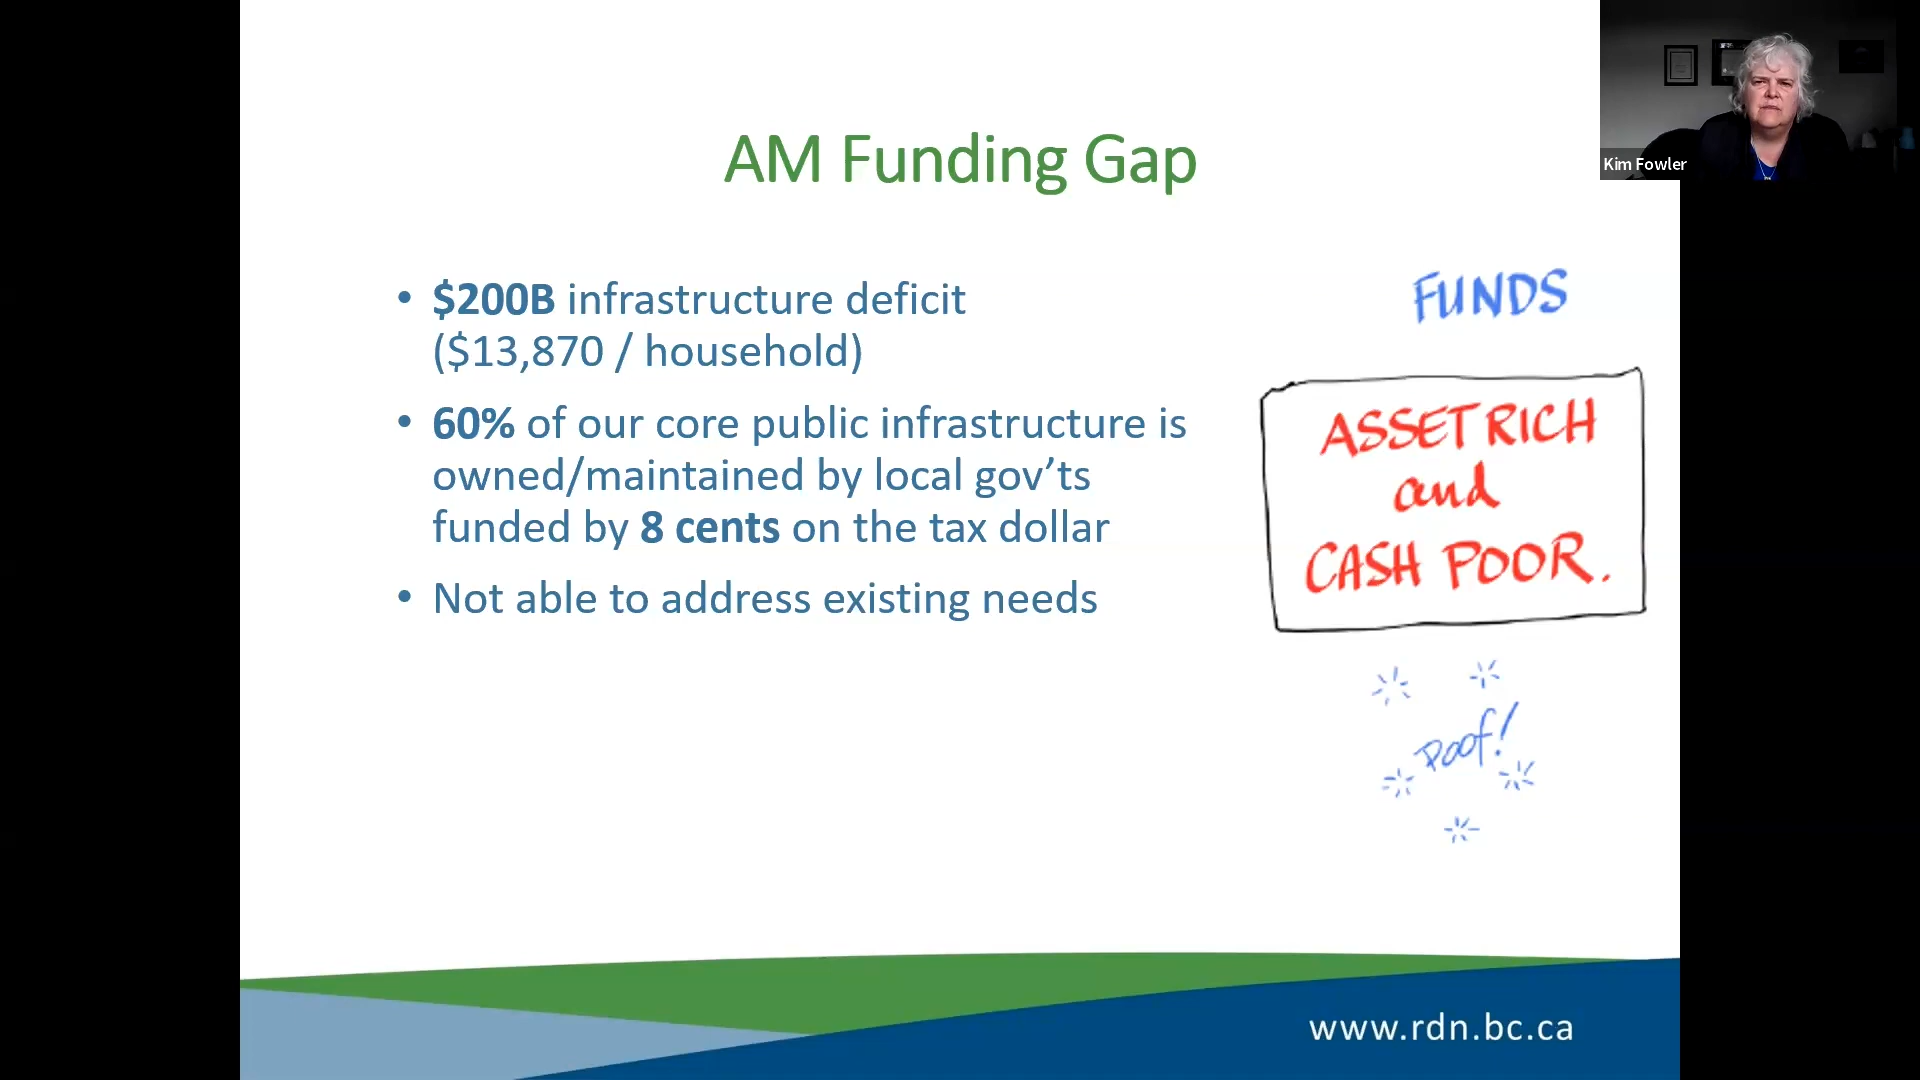 AM Funding Gap
Kim Fowler
• $200B infrastructure deficit
($13,870 / household)
• 60% of our core public infrastructure is
owned/maintained by local gov’ts
funded by 8 cents on the tax dollar
• Not able to address existing needs
FUNDS
ASSET RICH
and
CASH POOR.
Poof!
www.rdn.bc.ca